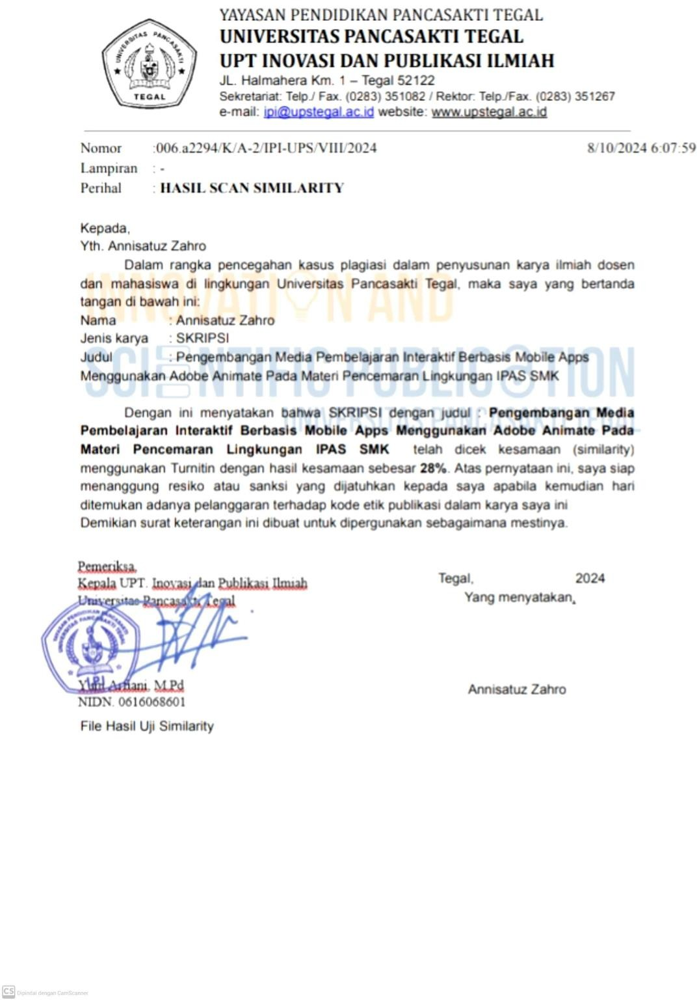 YAYASAN PENDIDIKAN PANCASAKTI TEGAL
UNIVERSITAS PANCASAKTI TEGAL
UPT INOVASI DAN PUBLIKASI ILMIAH
JL. Halmahera Km. 1 – Tegal 52122
Sekretariat: Telp./ Fax. (0283) 351082 / Rektor: Telp./Fax. (0283) 351267
e-mail: ipi@upstegal.ac.id website: www.upstegal.ac.id
UNIVERSITAS PANCASAKTI
TEGAL
Nomor :006.a2294/K/A-2/IPI-UPS/VIII/2024 8/10/2024 6:07:59
Lampiran : -
Perihal : HASIL SCAN SIMILARITY
Kepada,
Yth. Annisatuz Zahro
Dalam rangka pencegahan kasus plagiasi dalam penyusunan karya ilmiah dosen
dan mahasiswa di lingkungan Universitas Pancasakti Tegal, maka saya yang bertanda
tangan di bawah ini:
Nama : Annisatuz Zahro
Jenis karya : SKRIPSI
Judul : Pengembangan Media Pembelajaran Interaktif Berbasis Mobile Apps
Menggunakan Adobe Animate Pada Materi Pencemaran Lingkungan IPAS SMK
INNOVATION AND
SCIENTIFIC PUBLICATION
UNIVERSITAS PANCASAKTI TEGAL
Dengan ini menyatakan bahwa SKRIPSI dengan judul : Pengembangan Media
Pembelajaran Interaktif Berbasis Mobile Apps Menggunakan Adobe Animate Pada
Materi Pencemaran Lingkungan IPAS SMK telah dicek kesamaan (similarity)
menggunakan Turnitin dengan hasil kesamaan sebesar 28%. Atas pernyataan ini, saya siap
menanggung resiko atau sanksi yang dijatuhkan kepada saya apabila kemudian hari
ditemukan adanya pelanggaran terhadap kode etik publikasi dalam karya saya ini
Demikian surat keterangan ini dibuat untuk dipergunakan sebagaimana mestinya.
Pemeriksa,
Kepala UPT. Inovasi dan Publikasi Ilmiah
Universitas Pancasakti Tegal
Tegal, 2024
Yang menyatakan,
YAYASAN PENDIDIKAN PANCASAKTI
UNIVERSITAS PANCASAKTI TEGAL
IPI
M.Pd
NIDN. 0616068601
Annisatuz Zahro
File Hasil Uji Similarity
CS Dipindai dengan CamScanner